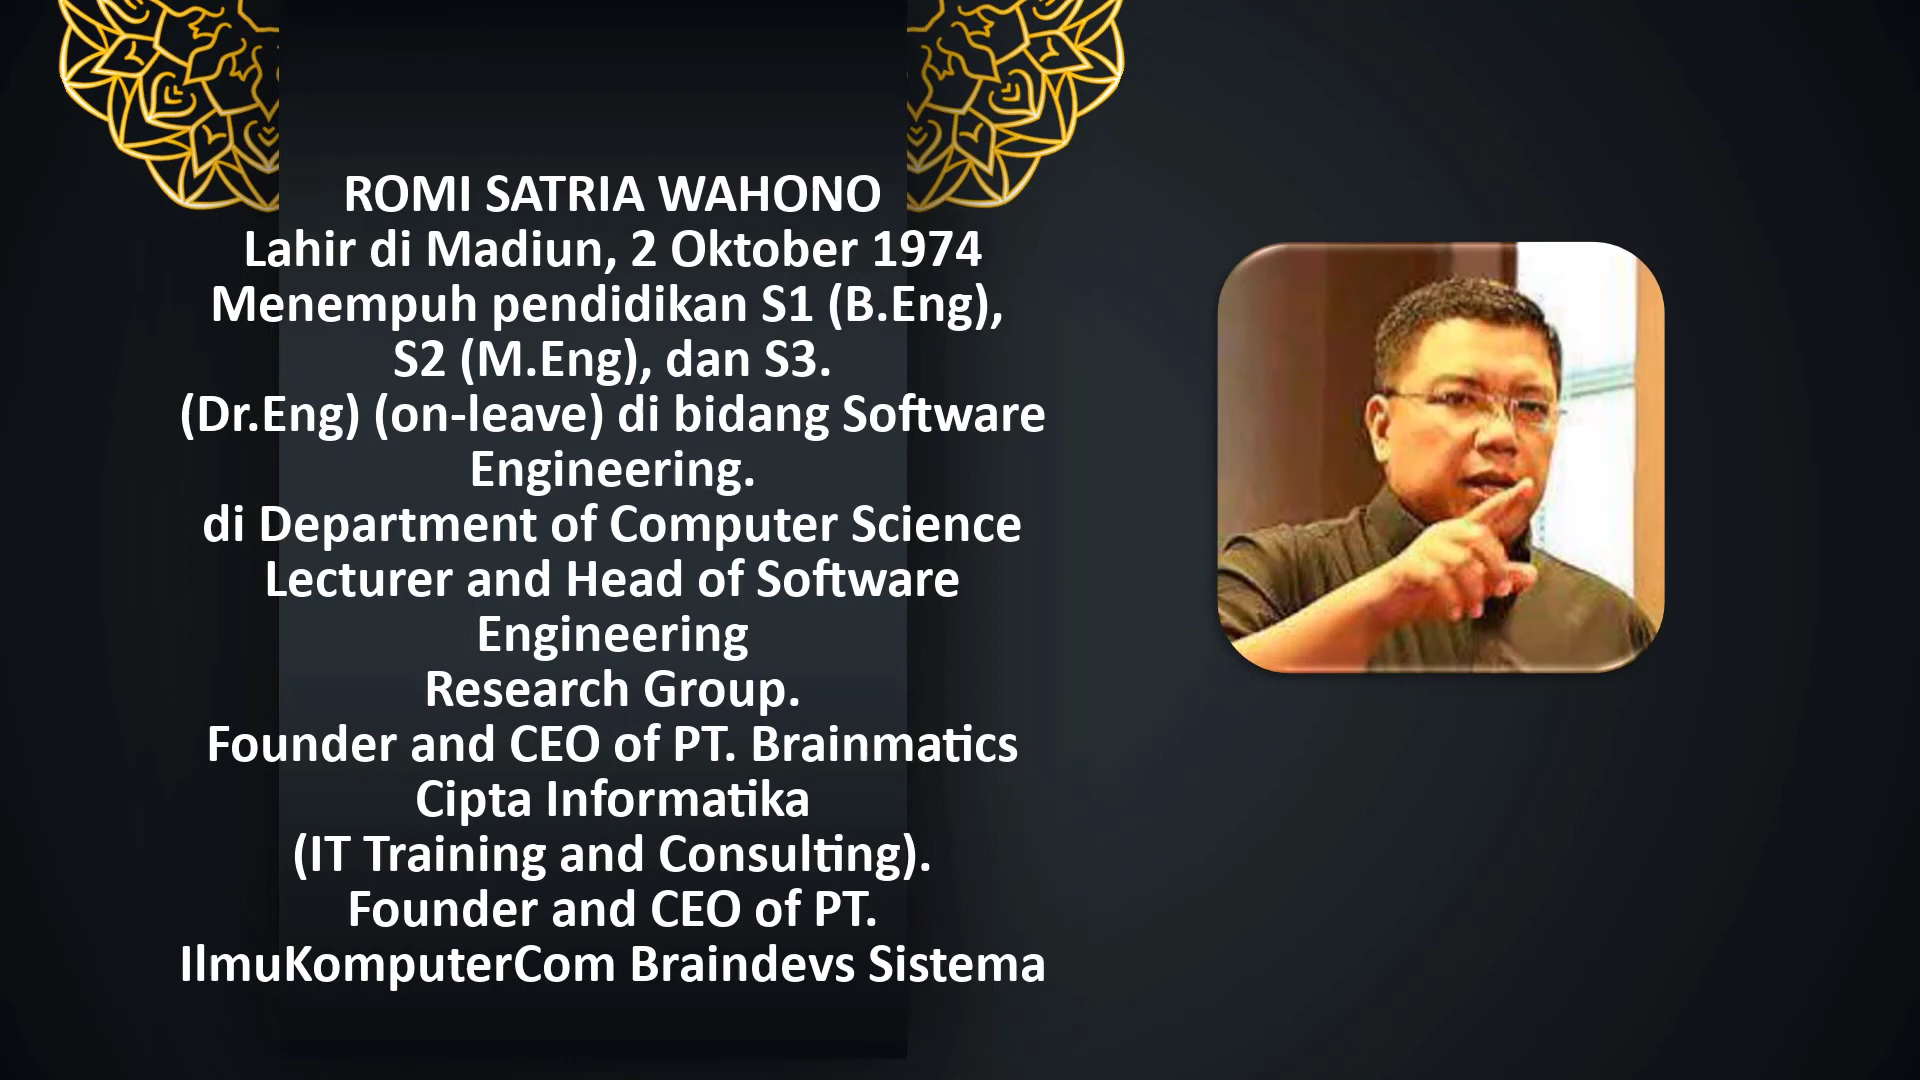 ROMI SATRIA WAHONO
Lahir di Madiun, 2 Oktober 1974
Menempuh pendidikan S1 (B.Eng),
S2 (M.Eng), dan S3.
(Dr.Eng) (on-leave) di bidang Software
Engineering.
di Department of Computer Science
Lecturer and Head of Software
Engineering
Research Group.
Founder and CEO of PT. Brainmatics
Cipta Informatika
(IT Training and Consulting).
Founder and CEO of PT.
IlmuKomputerCom Braindevs Sistema